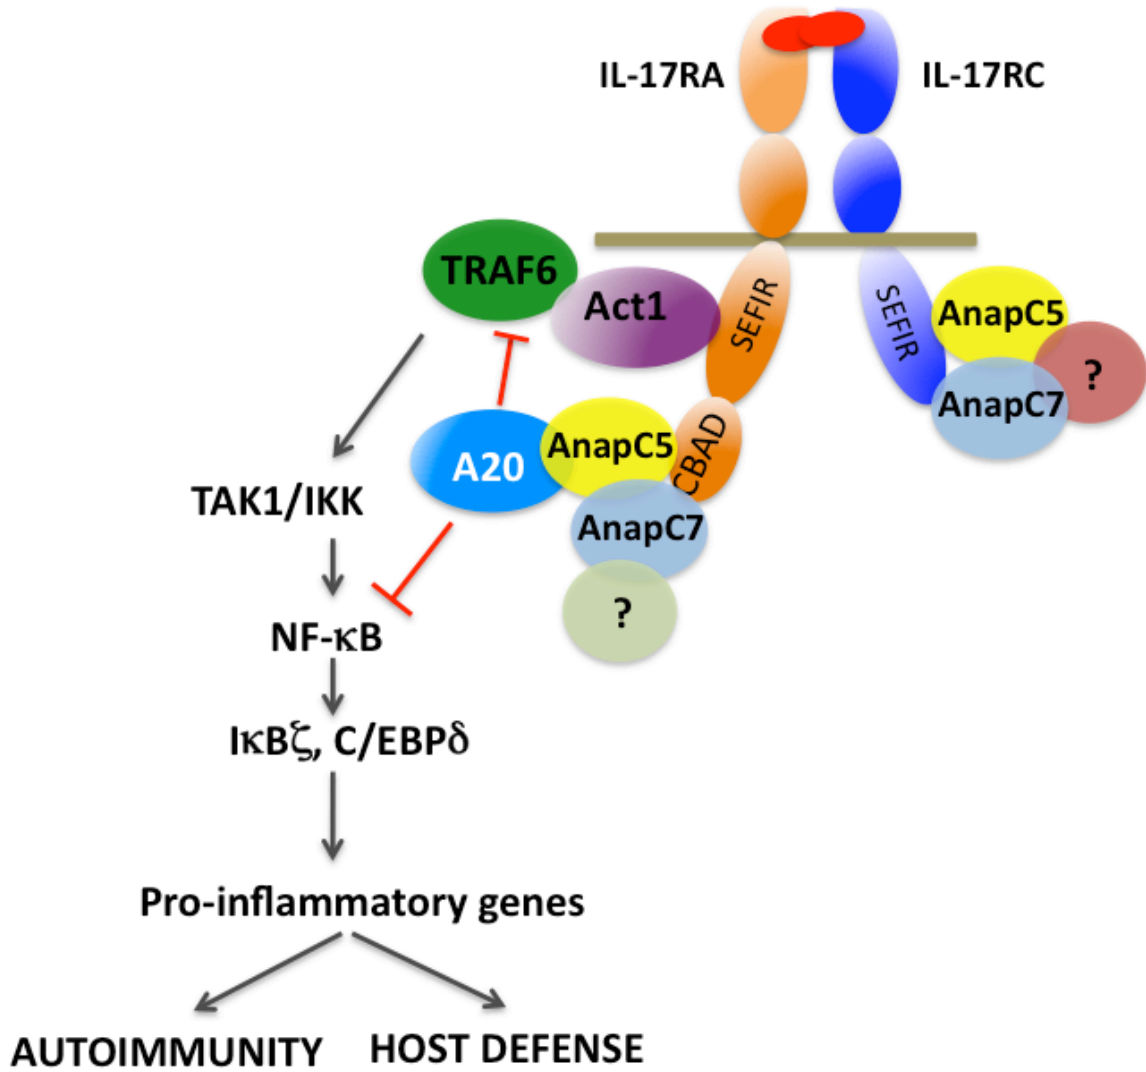 IL-17RA
IL-17RC
TRAF6
Act1
SEFIR
SEFIR
AnapC5
?
AnapC7
A20
AnapC5
CBAD
AnapC7
?
TAK1/IKK
NF-κB
IκBζ, C/EBPδ
Pro-inflammatory genes
AUTOIMMUNITY
HOST DEFENSE